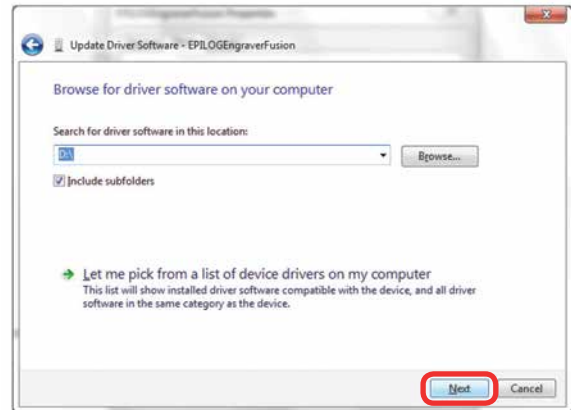 EPILOGEngraverFusion Properties
Update Driver Software - EPILOGEngraverFusion
Browse for driver software on your computer
Search for driver software in this location:
D:\
Browse...
Include subfolders
Let me pick from a list of device drivers on my computer
This list will show installed driver software compatible with the device, and all driver
software in the same category as the device.
Next
Cancel